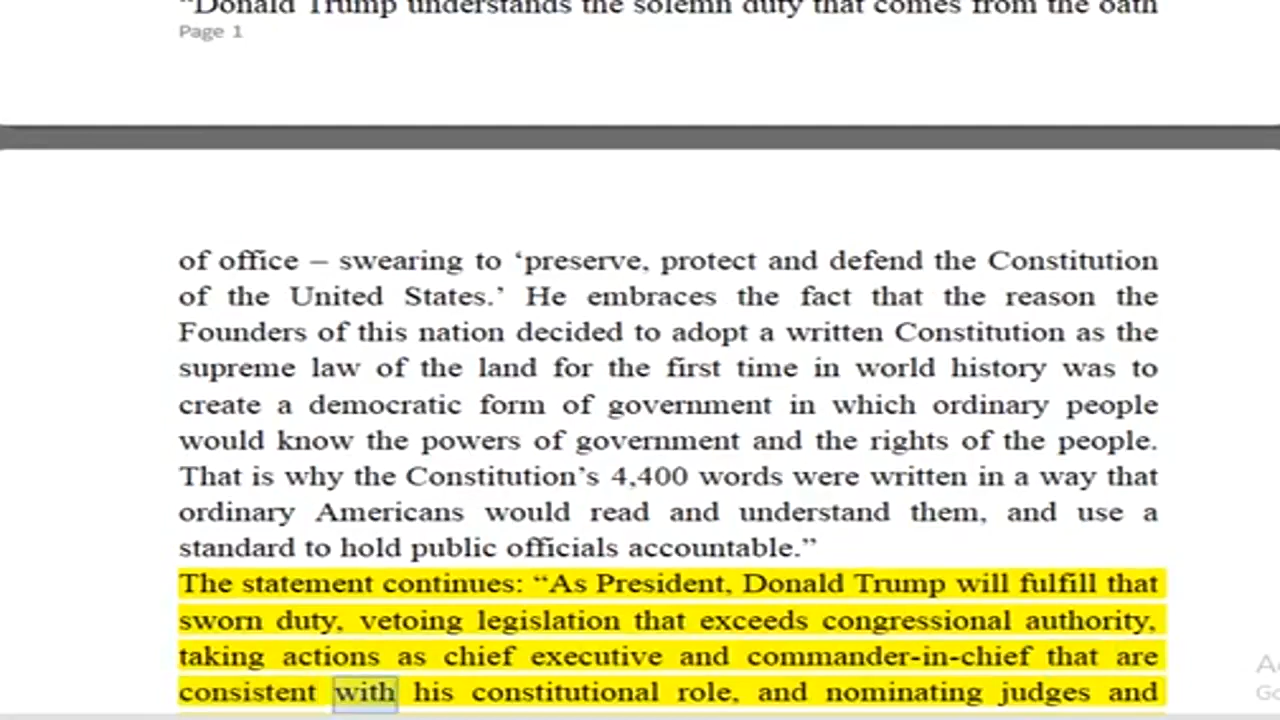 “Donald Trump understands the solemn duty that comes from the oath
Page 1
of office – swearing to ‘preserve, protect and defend the Constitution
of the United States.’ He embraces the fact that the reason the
Founders of this nation decided to adopt a written Constitution as the
supreme law of the land for the first time in world history was to
create a democratic form of government in which ordinary people
would know the powers of government and the rights of the people.
That is why the Constitution’s 4,400 words were written in a way that
ordinary Americans would read and understand them, and use a
standard to hold public officials accountable.”
The statement continues: “As President, Donald Trump will fulfill that
sworn duty, vetoing legislation that exceeds congressional authority,
taking actions as chief executive and commander-in-chief that are
consistent with his constitutional role, and nominating judges and